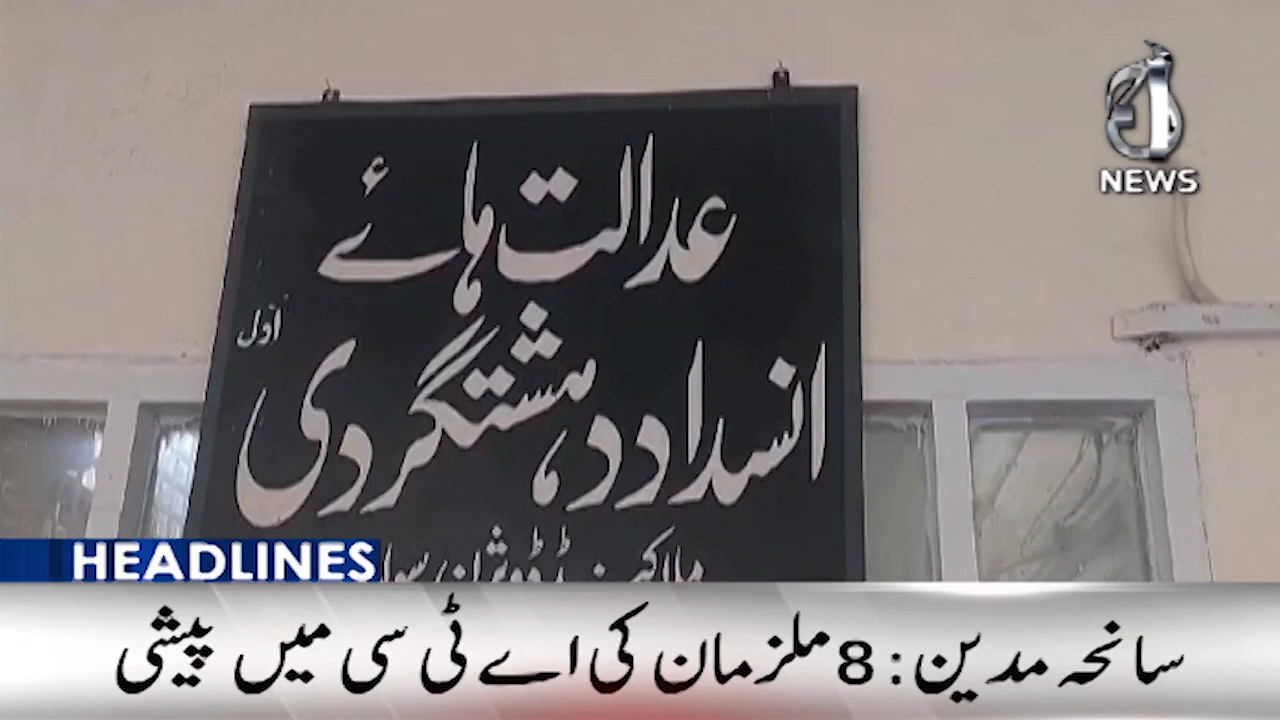 NEWS
عدالت ہائے
انسداد دہشتگردی اول
HEADLINES
سانحہ مدین : 8 ملزمان کی اے ٹی سی میں پیشی